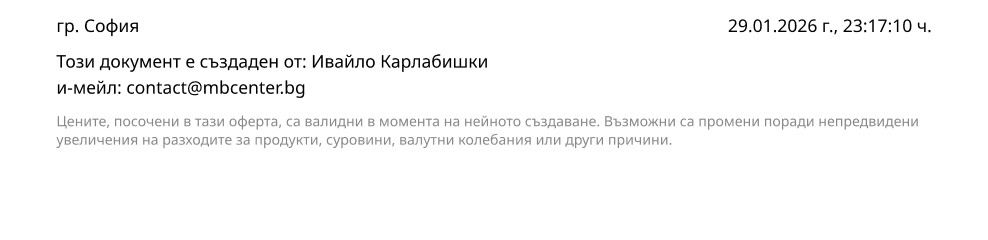 гр. София 29.01.2026 г., 23:17:10 ч.
Този документ е създаден от: Ивайло Карлабишки
и-мейл: contact@mbcenter.bg
Цените, посочени в тази оферта, са валидни в момента на нейното създаване. Възможни са промени поради непредвидени
увеличения на разходите за продукти, суровини, валутни колебания или други причини.